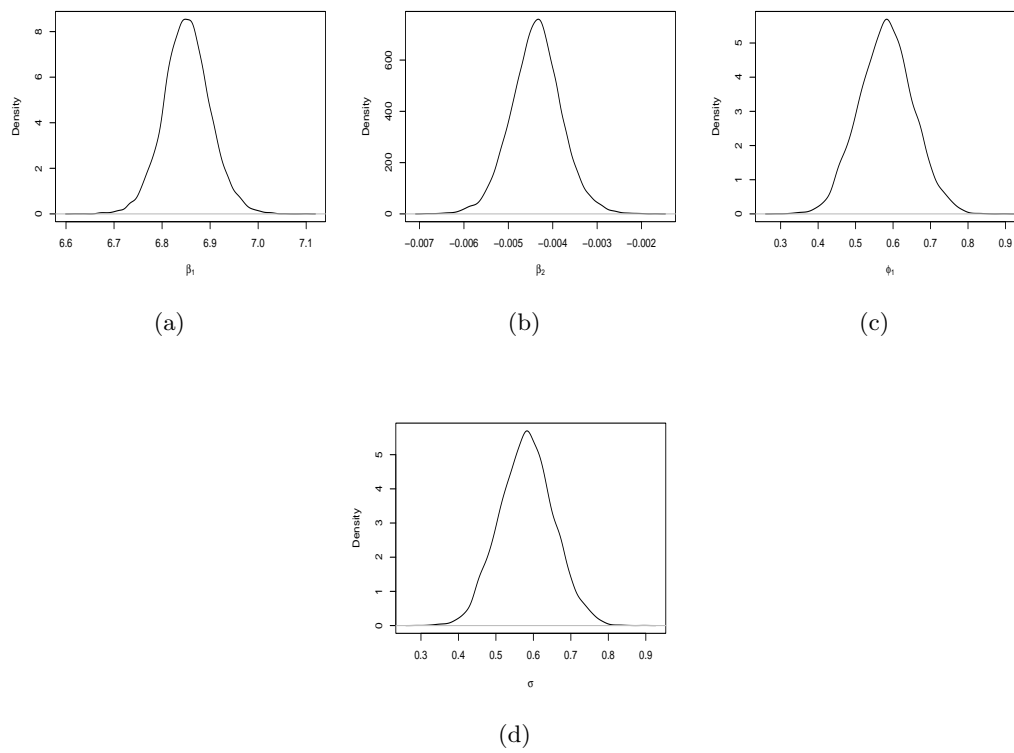 Density
8
6
4
2
0
6.6 6.7 6.8 6.9 7.0 7.1
β₁
(a)
Density
600
400
200
0
−0.007 −0.006 −0.005 −0.004 −0.003 −0.002
β₂
(b)
Density
5
4
3
2
1
0
0.3 0.4 0.5 0.6 0.7 0.8 0.9
ϕ₁
(c)
Density
5
4
3
2
1
0
0.3 0.4 0.5 0.6 0.7 0.8 0.9
σ
(d)